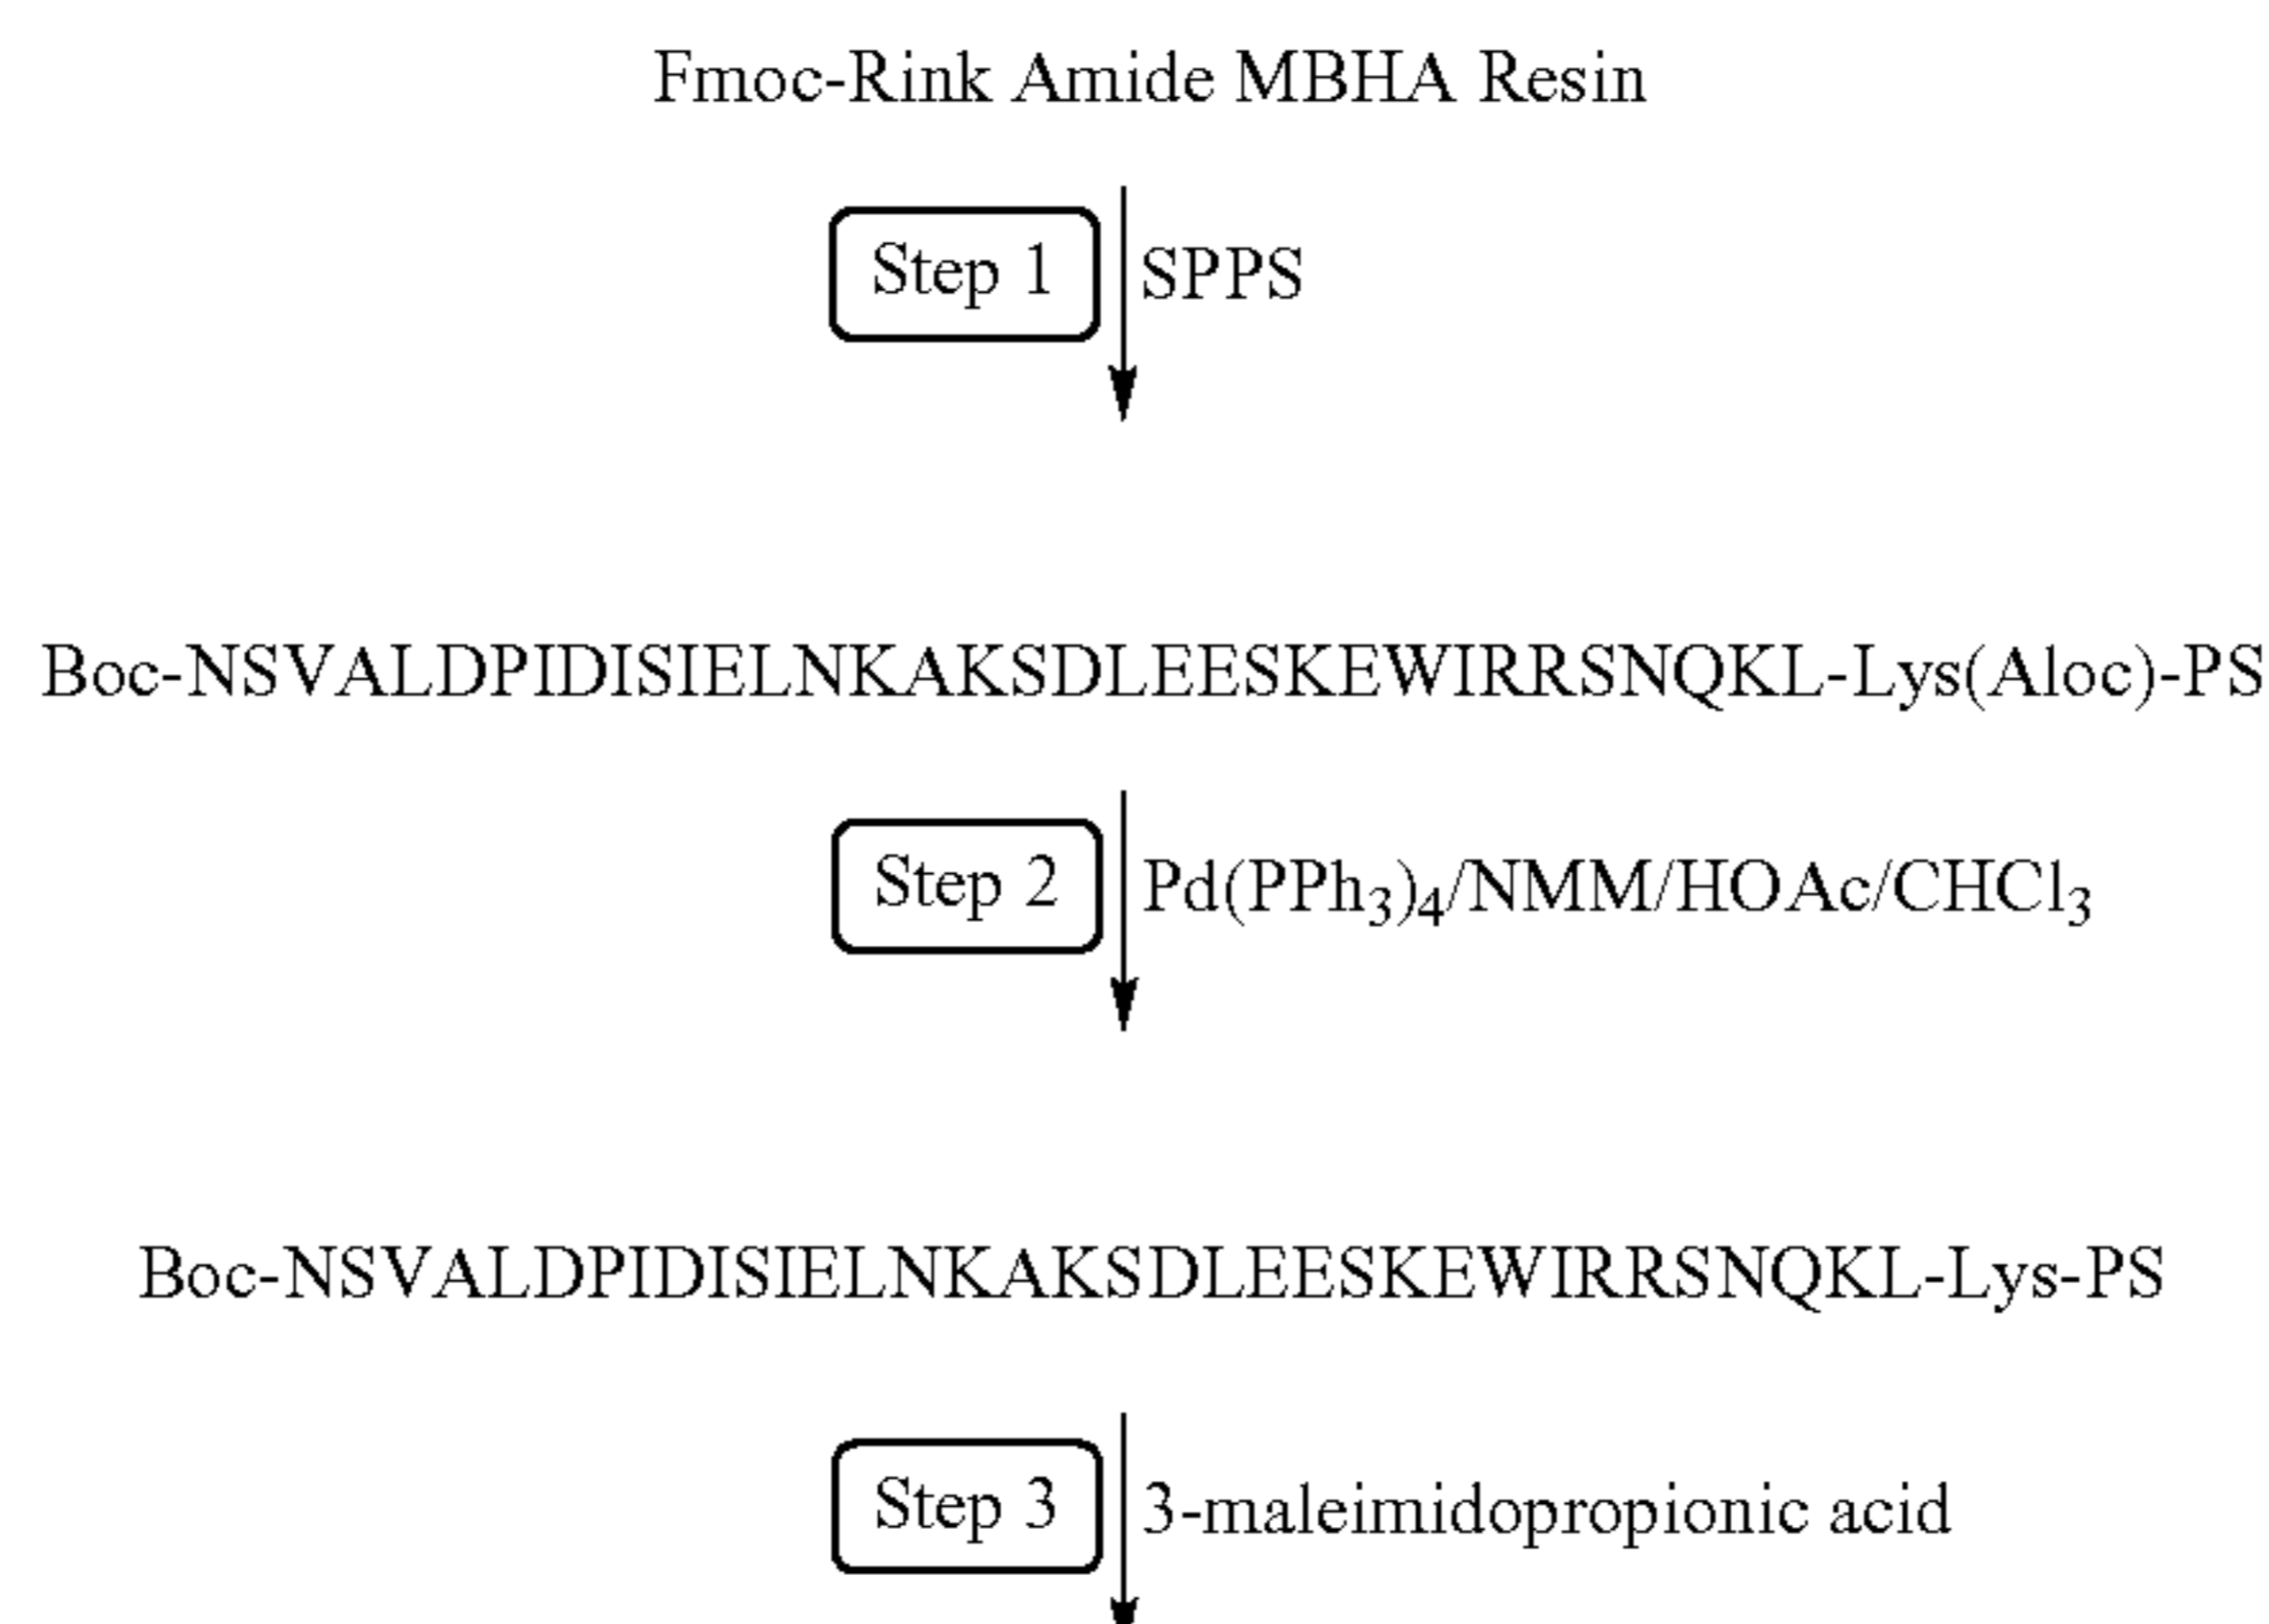 Fmoc-Rink Amide MBHA Resin
Step 1 SPPS
Boc-NSVALDPIDISIELNKAKSDLEESKEWIRRSNQKL-Lys(Aloc)-PS
Step 2 Pd(PPh3)4/NMM/HOAc/CHCl3
Boc-NSVALDPIDISIELNKAKSDLEESKEWIRRSNQKL-Lys-PS
Step 3 3-maleimidopropionic acid